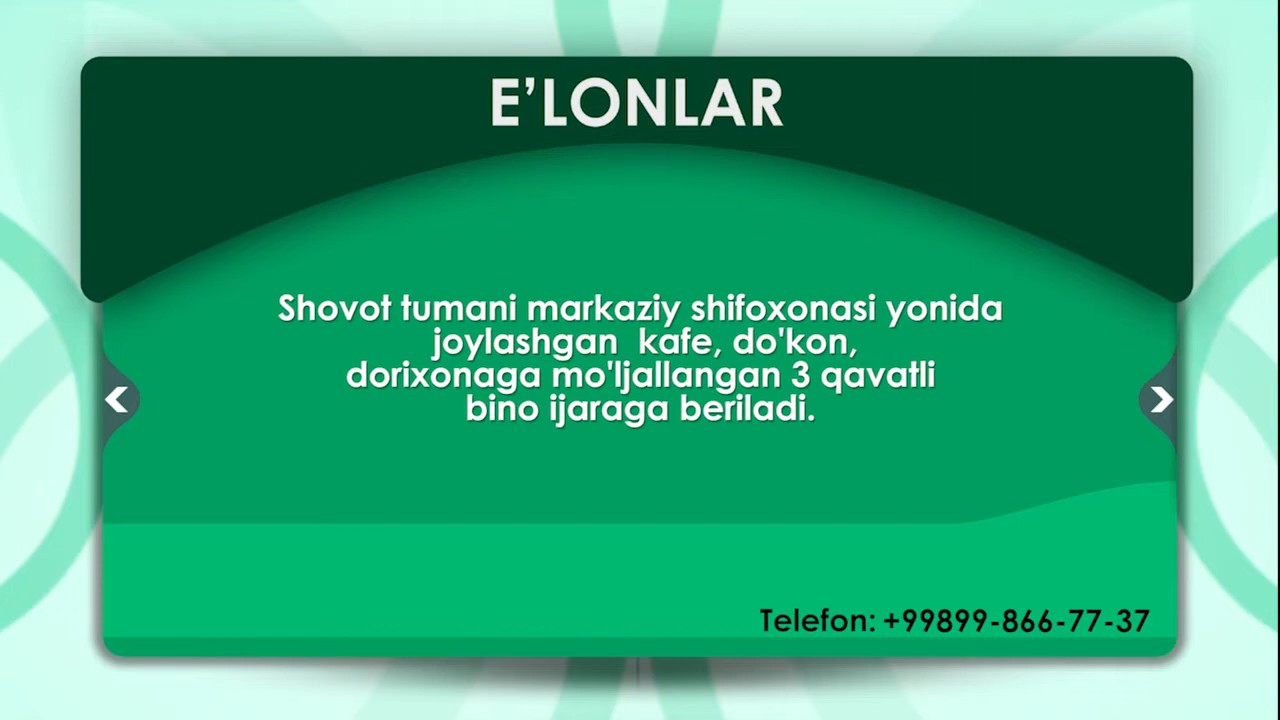 E’LONLAR
Shovot tumani markaziy shifoxonasi yonida
joylashgan  kafe, do'kon,
dorixonaga mo'ljallangan 3 qavatli
bino ijaraga beriladi.
Telefon: +99899-866-77-37